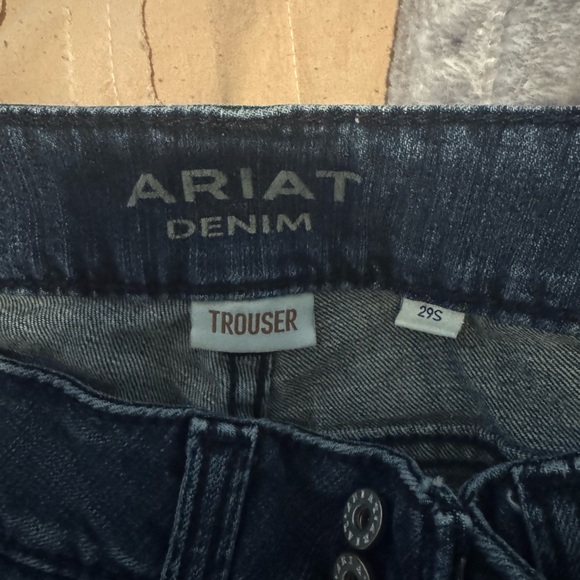 ARIAT
DENIM
TROUSER
29S